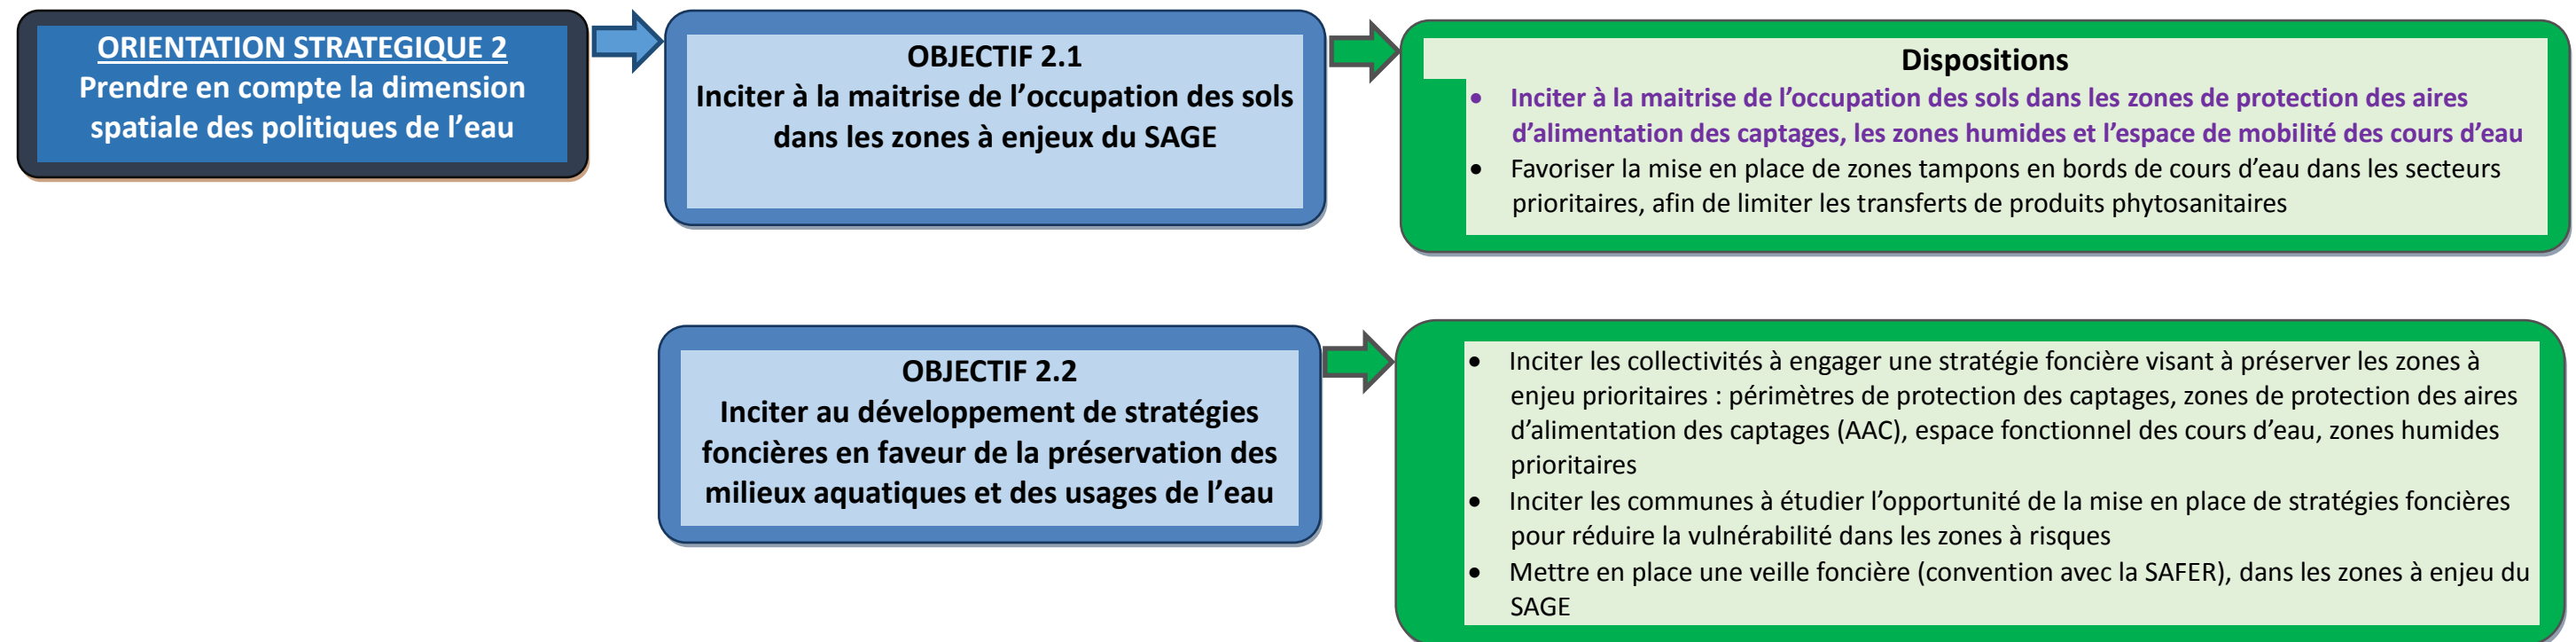 ORIENTATION STRATEGIQUE 2
Prendre en compte la dimension
spatiale des politiques de l’eau
OBJECTIF 2.1
Inciter à la maitrise de l’occupation des sols
dans les zones à enjeux du SAGE
Dispositions
• Inciter à la maitrise de l’occupation des sols dans les zones de protection des aires
d’alimentation des captages, les zones humides et l’espace de mobilité des cours d’eau
• Favoriser la mise en place de zones tampons en bords de cours d’eau dans les secteurs
prioritaires, afin de limiter les transferts de produits phytosanitaires
OBJECTIF 2.2
Inciter au développement de stratégies
foncières en faveur de la préservation des
milieux aquatiques et des usages de l’eau
• Inciter les collectivités à engager une stratégie foncière visant à préserver les zones à
enjeu prioritaires : périmètres de protection des captages, zones de protection des aires
d’alimentation des captages (AAC), espace fonctionnel des cours d’eau, zones humides
prioritaires
• Inciter les communes à étudier l’opportunité de la mise en place de stratégies foncières
pour réduire la vulnérabilité dans les zones à risques
• Mettre en place une veille foncière (convention avec la SAFER), dans les zones à enjeu du
SAGE